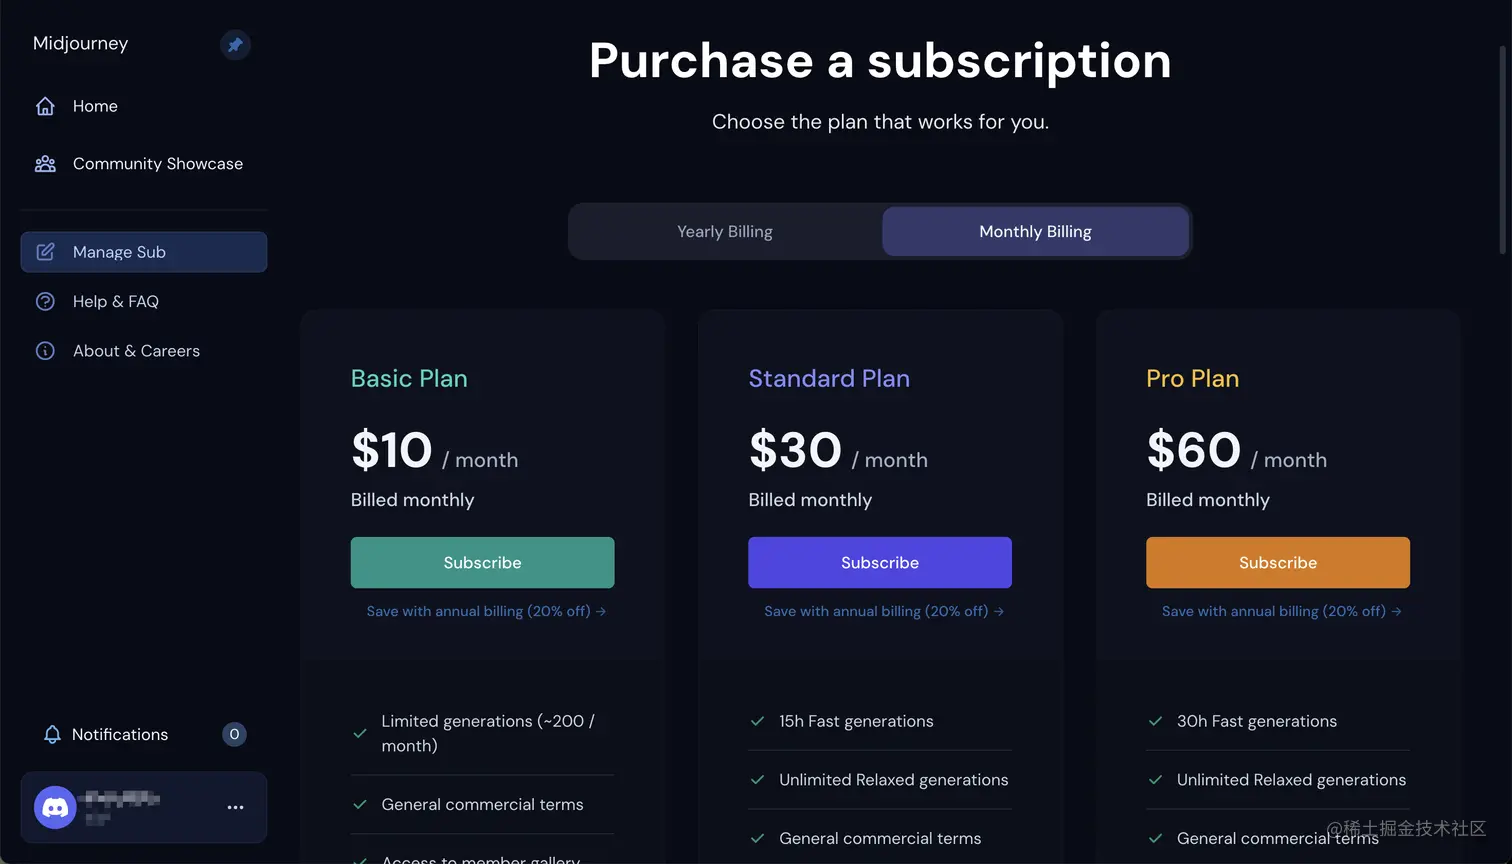 Midjourney
Home
Community Showcase
Manage Sub
Help & FAQ
About & Careers
Notifications
0
Purchase a subscription
Choose the plan that works for you.
Yearly Billing
Monthly Billing
Basic Plan
$10 / month
Billed monthly
Subscribe
Save with annual billing (20% off) →
Limited generations (~200 /
month)
General commercial terms
Access to member gallery
Standard Plan
$30 / month
Billed monthly
Subscribe
Save with annual billing (20% off) →
15h Fast generations
Unlimited Relaxed generations
General commercial terms
Pro Plan
$60 / month
Billed monthly
Subscribe
Save with annual billing (20% off) →
30h Fast generations
Unlimited Relaxed generations
General commercial terms
@稀土掘金技术社区